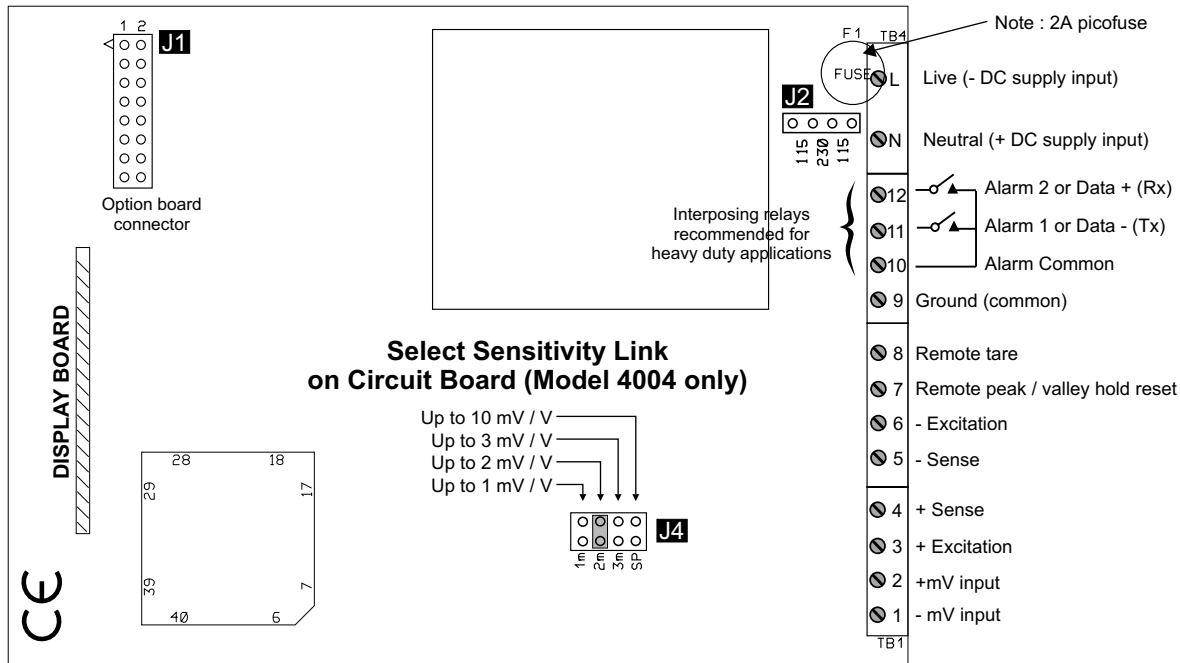 1 2
J1
Option board
connector
DISPLAY BOARD
CE
28 18
29
17
39
7
40 6
Select Sensitivity Link
on Circuit Board (Model 4004 only)
Up to 10 mV / V
Up to 3 mV / V
Up to 2 mV / V
Up to 1 mV / V
J4
1m 2m 3m SP
Interposing relays
recommended for
heavy duty applications
J2
115 230 115
F1 TB4
FUSE
Note : 2A picofuse
L Live (- DC supply input)
N Neutral (+ DC supply input)
12 Alarm 2 or Data + (Rx)
11 Alarm 1 or Data - (Tx)
10 Alarm Common
9 Ground (common)
8 Remote tare
7 Remote peak / valley hold reset
6 - Excitation
5 - Sense
4 + Sense
3 + Excitation
2 +mV input
1 - mV input
TB1